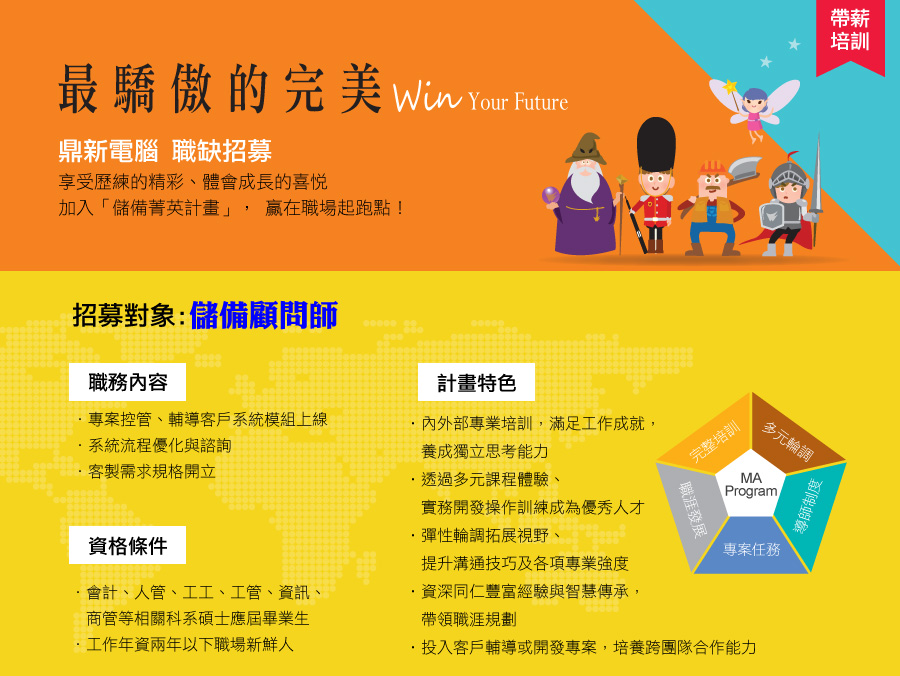 帶薪
培訓
最驕傲的完美 Win Your Future
鼎新電腦 職缺招募
享受歷練的精彩、體會成長的喜悅
加入「儲備菁英計畫」， 贏在職場起跑點！
招募對象:儲備顧問師
職務內容
・專案控管、輔導客戶系統模組上線
・系統流程優化與諮詢
・客製需求規格開立
資格條件
・會計、人管、工工、工管、資訊、
商管等相關科系碩士應屆畢業生
・工作年資兩年以下職場新鮮人
計畫特色
・內外部專業培訓，滿足工作成就，
養成獨立思考能力
・透過多元課程體驗、
實務開發操作訓練成為優秀人才
・彈性輪調拓展視野、
提升溝通技巧及各項專業強度
・資深同仁豐富經驗與智慧傳承，
帶領職涯規劃
・投入客戶輔導或開發專案，培養跨團隊合作能力
完整培訓
多元輪調
職涯發展
MA
Program
導師制度
專案任務